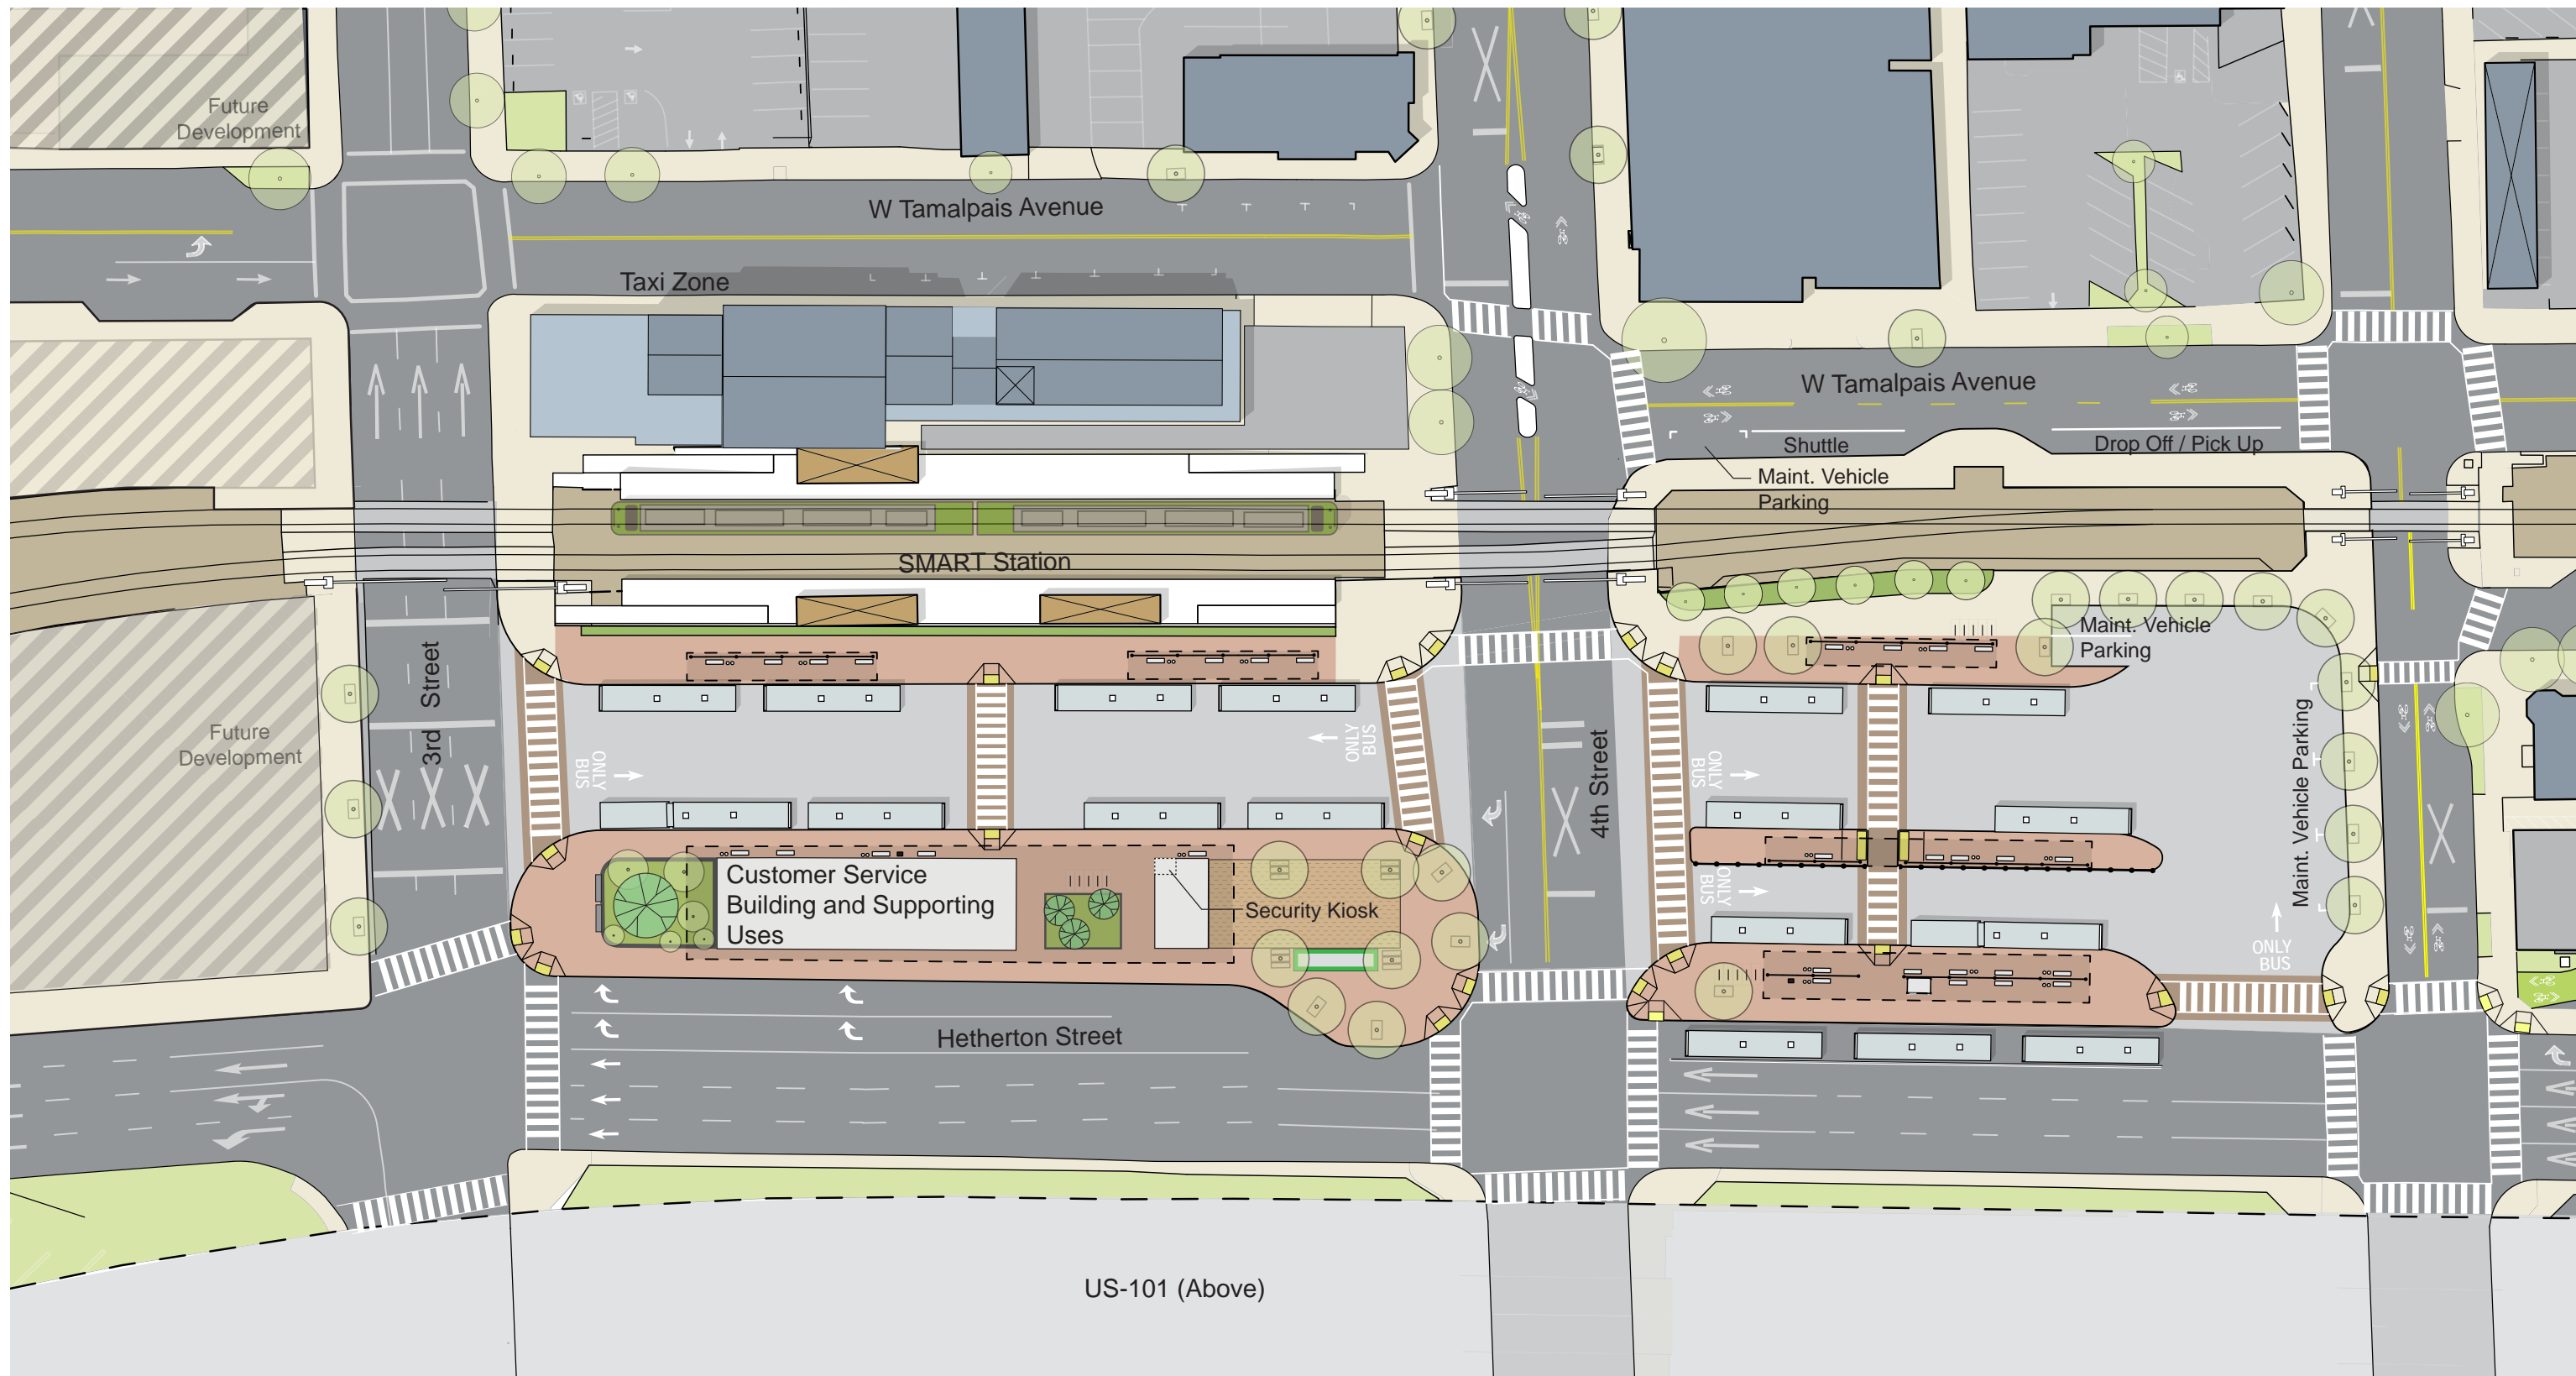 Future
Development
W Tamalpais Avenue
Taxi Zone
W Tamalpais Avenue
Shuttle
Drop Off / Pick Up
Maint. Vehicle
Parking
SMART Station
Maint. Vehicle
Parking
3rd Street
Future
Development
ONLY
BUS
ONLY
BUS
4th Street
ONLY
BUS
Maint. Vehicle Parking
Customer Service
Building and Supporting
Uses
Security Kiosk
ONLY
BUS
ONLY
BUS
Hetherton Street
US-101 (Above)